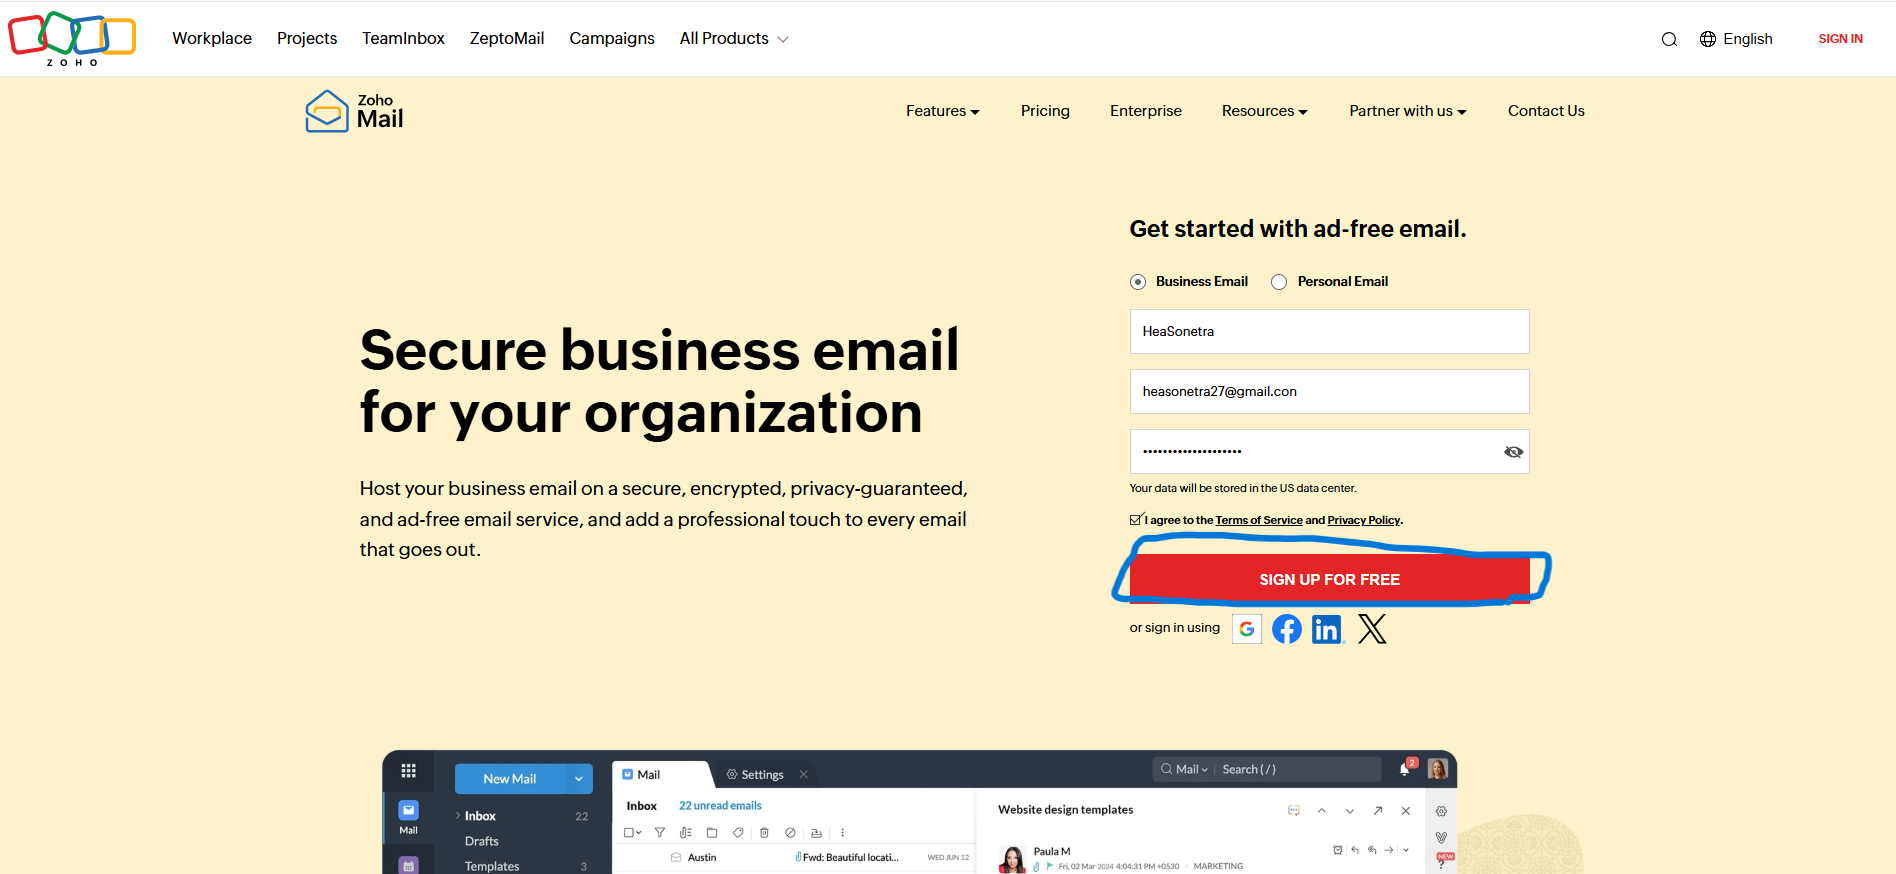 ZOHO
Workplace Projects TeamInbox ZeptoMail Campaigns All Products English SIGN IN
Zoho
Mail
Features Pricing Enterprise Resources Partner with us Contact Us
Get started with ad-free email.
Business Email Personal Email
HeaSonetra
heasonetra27@gmail.con
Secure business email
for your organization
••••••••••••••••••••
Your data will be stored in the US data center.
Host your business email on a secure, encrypted, privacy-guaranteed,
and ad-free email service, and add a professional touch to every email
that goes out.
I agree to the Terms of Service and Privacy Policy.
SIGN UP FOR FREE
or sign in using G f in X
New Mail
Mail Settings
Mail Search ( / ) 2
Inbox 22 unread emails
Website design templates
Inbox 22
Mail
Drafts
Templates 3
Austin Fwd: Beautiful locati... WED JUN 12
Paula M
Fri, 02 Mar 2024 4:04:31 PM +0530 · MARKETING
NEW
?